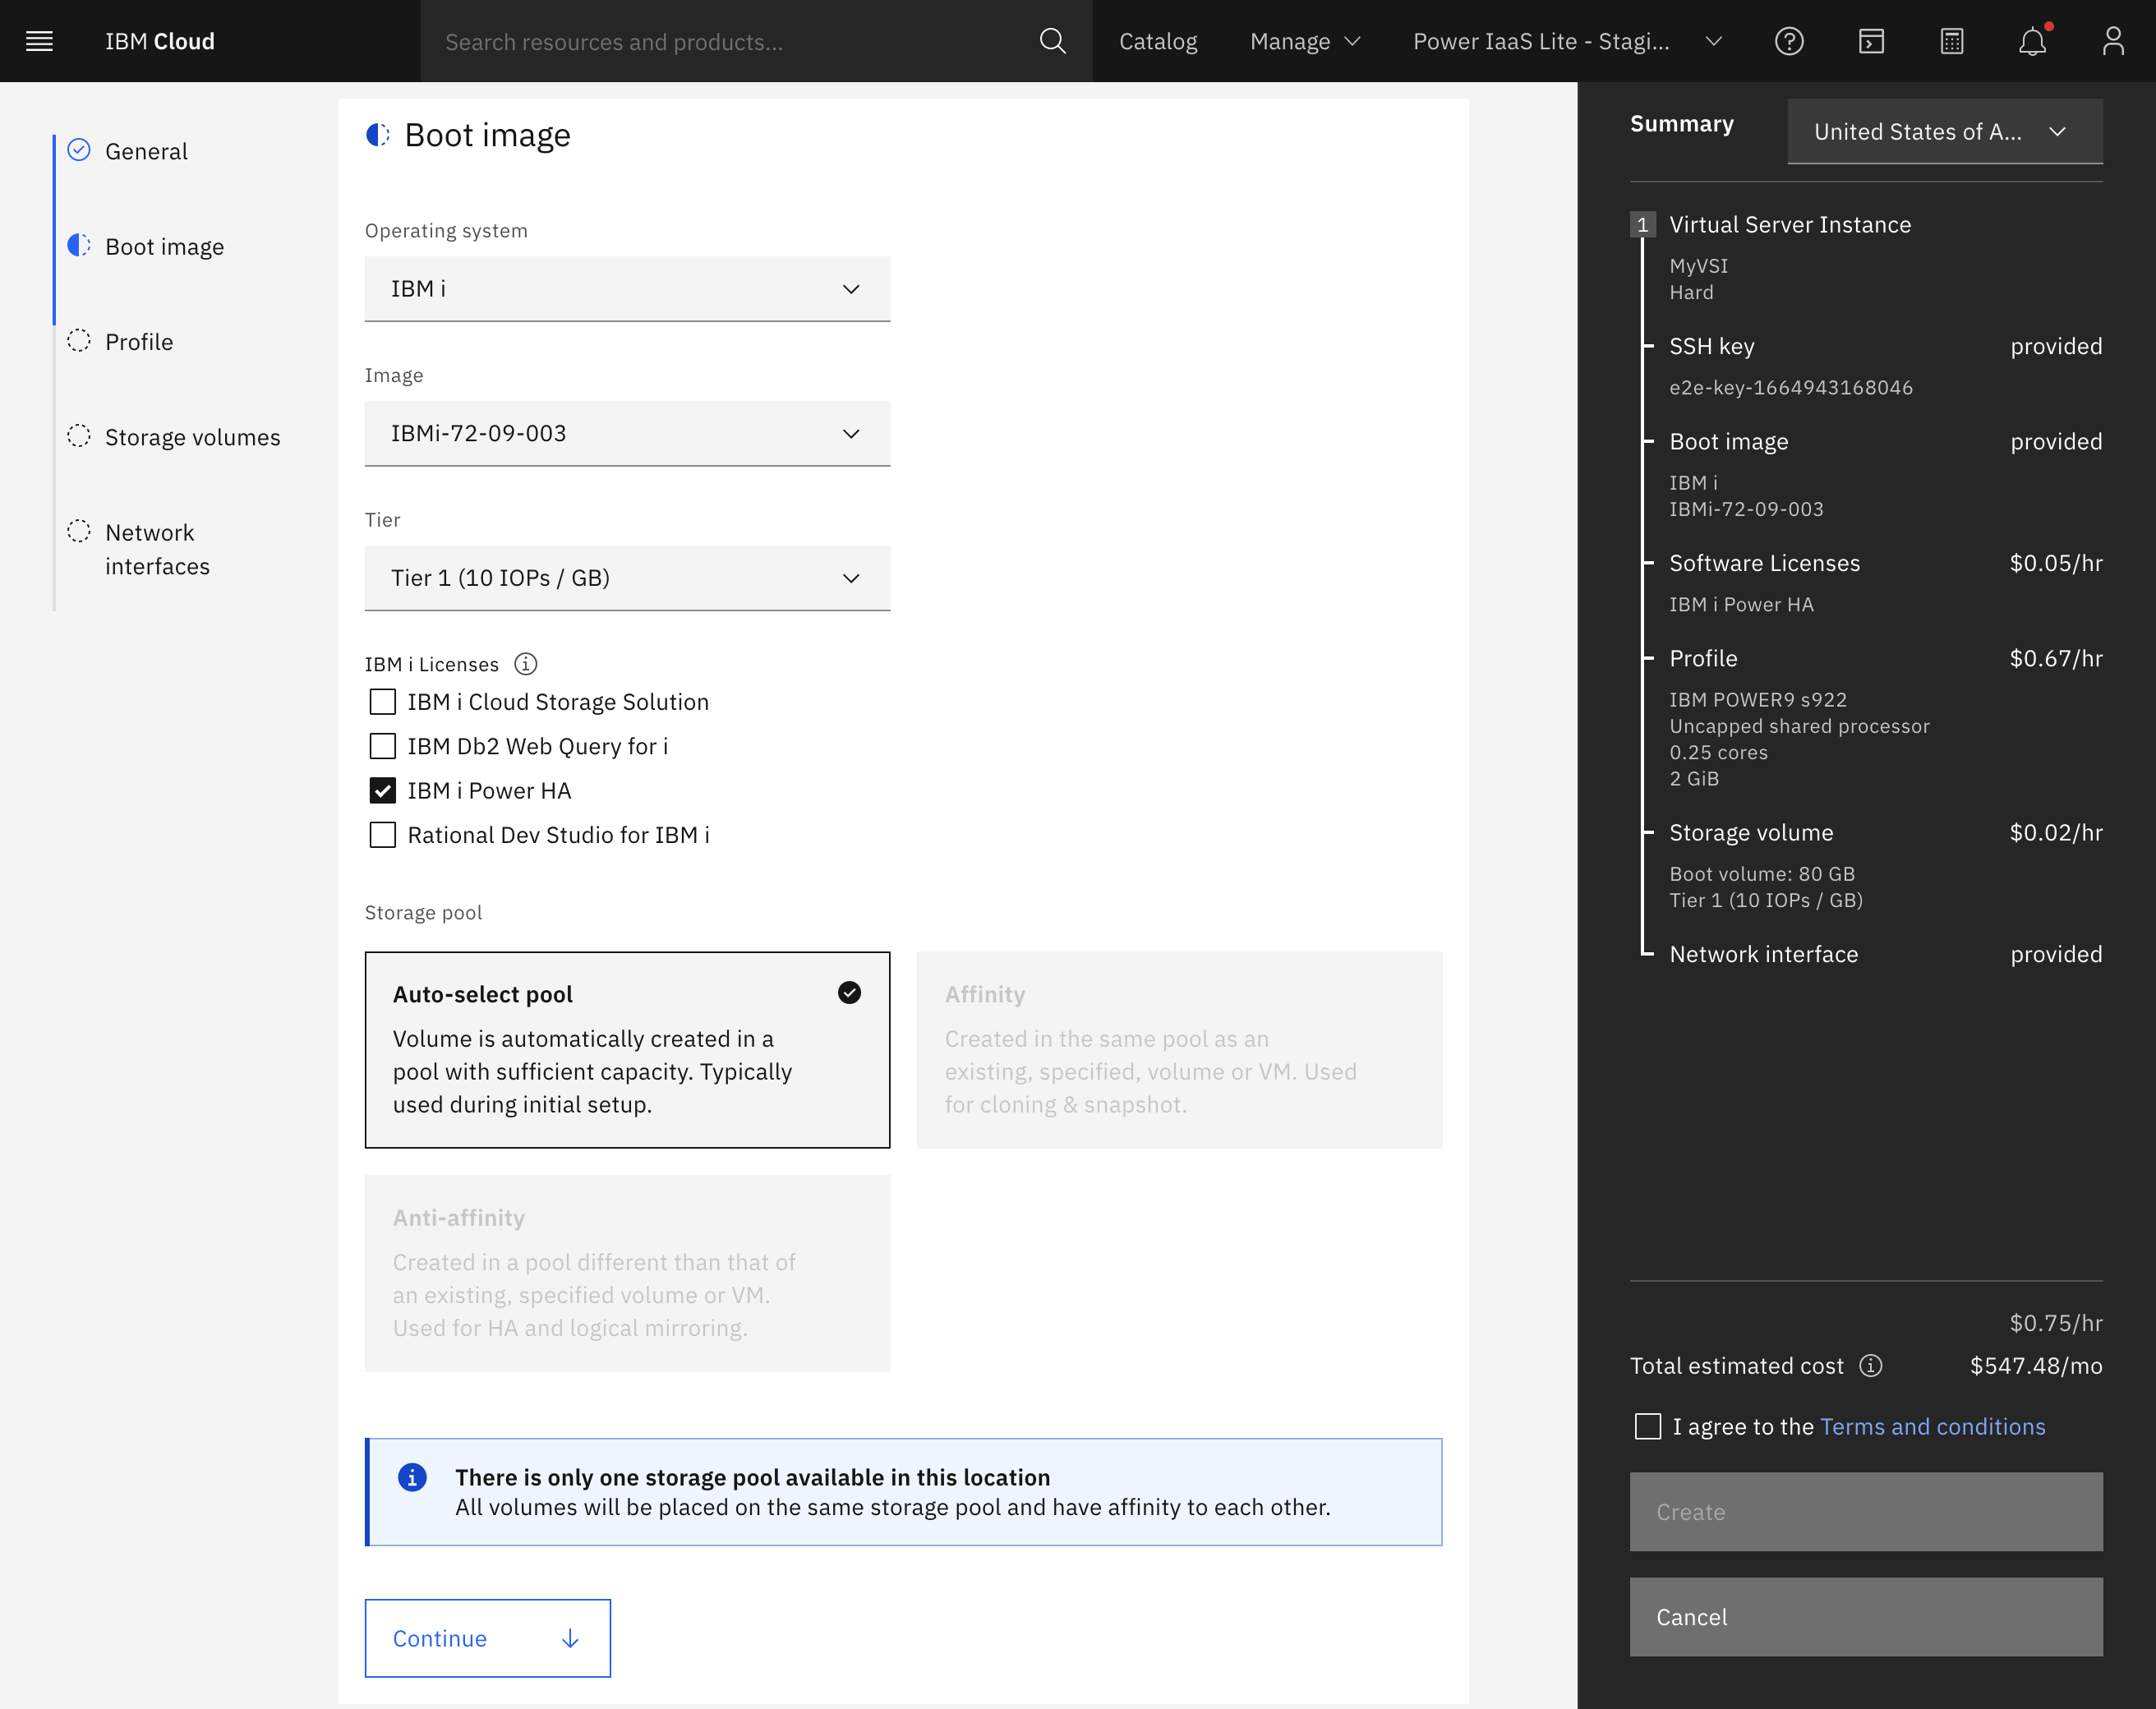 IBM Cloud
Search resources and products...
Catalog
Manage
Power IaaS Lite - Stagi...
General
Boot image
Profile
Storage volumes
Network
interfaces
Boot image
Operating system
IBM i
Image
IBMi-72-09-003
Tier
Tier 1 (10 IOPs / GB)
IBM i Licenses
IBM i Cloud Storage Solution
IBM Db2 Web Query for i
IBM i Power HA
Rational Dev Studio for IBM i
Storage pool
Auto-select pool
Volume is automatically created in a
pool with sufficient capacity. Typically
used during initial setup.
Affinity
Created in the same pool as an
existing, specified, volume or VM. Used
for cloning & snapshot.
Anti-affinity
Created in a pool different than that of
an existing, specified volume or VM.
Used for HA and logical mirroring.
There is only one storage pool available in this location
All volumes will be placed on the same storage pool and have affinity to each other.
Continue
Summary
United States of A...
1 Virtual Server Instance
MyVSI
Hard
SSH key provided
e2e-key-1664943168046
Boot image provided
IBM i
IBMi-72-09-003
Software Licenses $0.05/hr
IBM i Power HA
Profile $0.67/hr
IBM POWER9 s922
Uncapped shared processor
0.25 cores
2 GiB
Storage volume $0.02/hr
Boot volume: 80 GB
Tier 1 (10 IOPs / GB)
Network interface provided
$0.75/hr
Total estimated cost $547.48/mo
I agree to the Terms and conditions
Create
Cancel